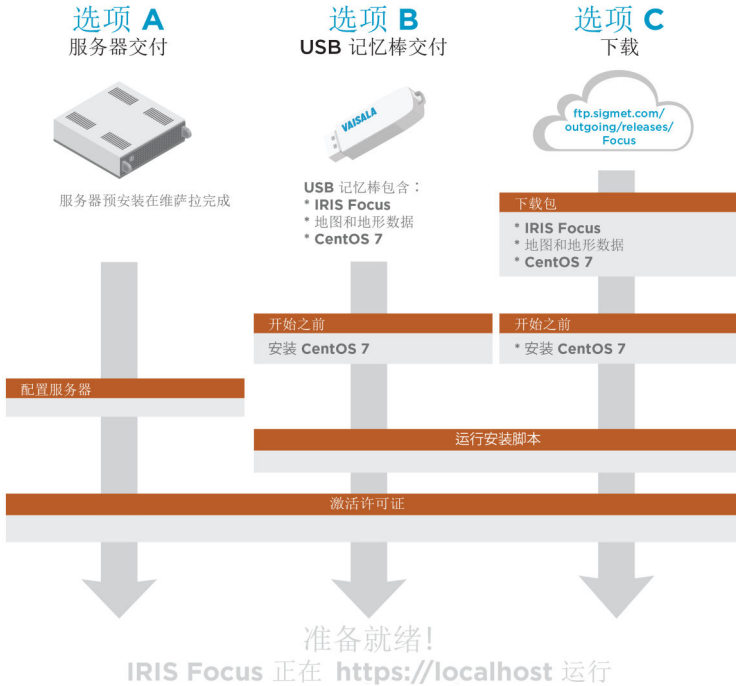 选项 A
服务器交付
服务器预安装在维萨拉完成
选项 B
USB 记忆棒交付
VAISALA
USB 记忆棒包含：
* IRIS Focus
* 地图和地形数据
* CentOS 7
选项 C
下载
ftp.sigmet.com/
outgoing/releases/
Focus
下载包
* IRIS Focus
* 地图和地形数据
* CentOS 7
开始之前
安装 CentOS 7
开始之前
* 安装 CentOS 7
配置服务器
运行安装脚本
激活许可证
准备就绪!
IRIS Focus 正在 https://localhost 运行